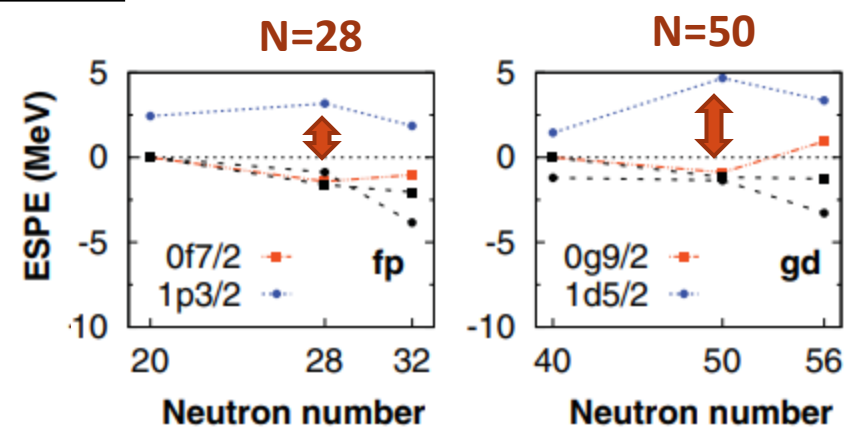 N=28
N=50
ESPE (MeV)
5
0
-5
-10
0f7/2
1p3/2
fp
20
28
32
Neutron number
5
0
-5
-10
0g9/2
1d5/2
gd
40
50
56
Neutron number